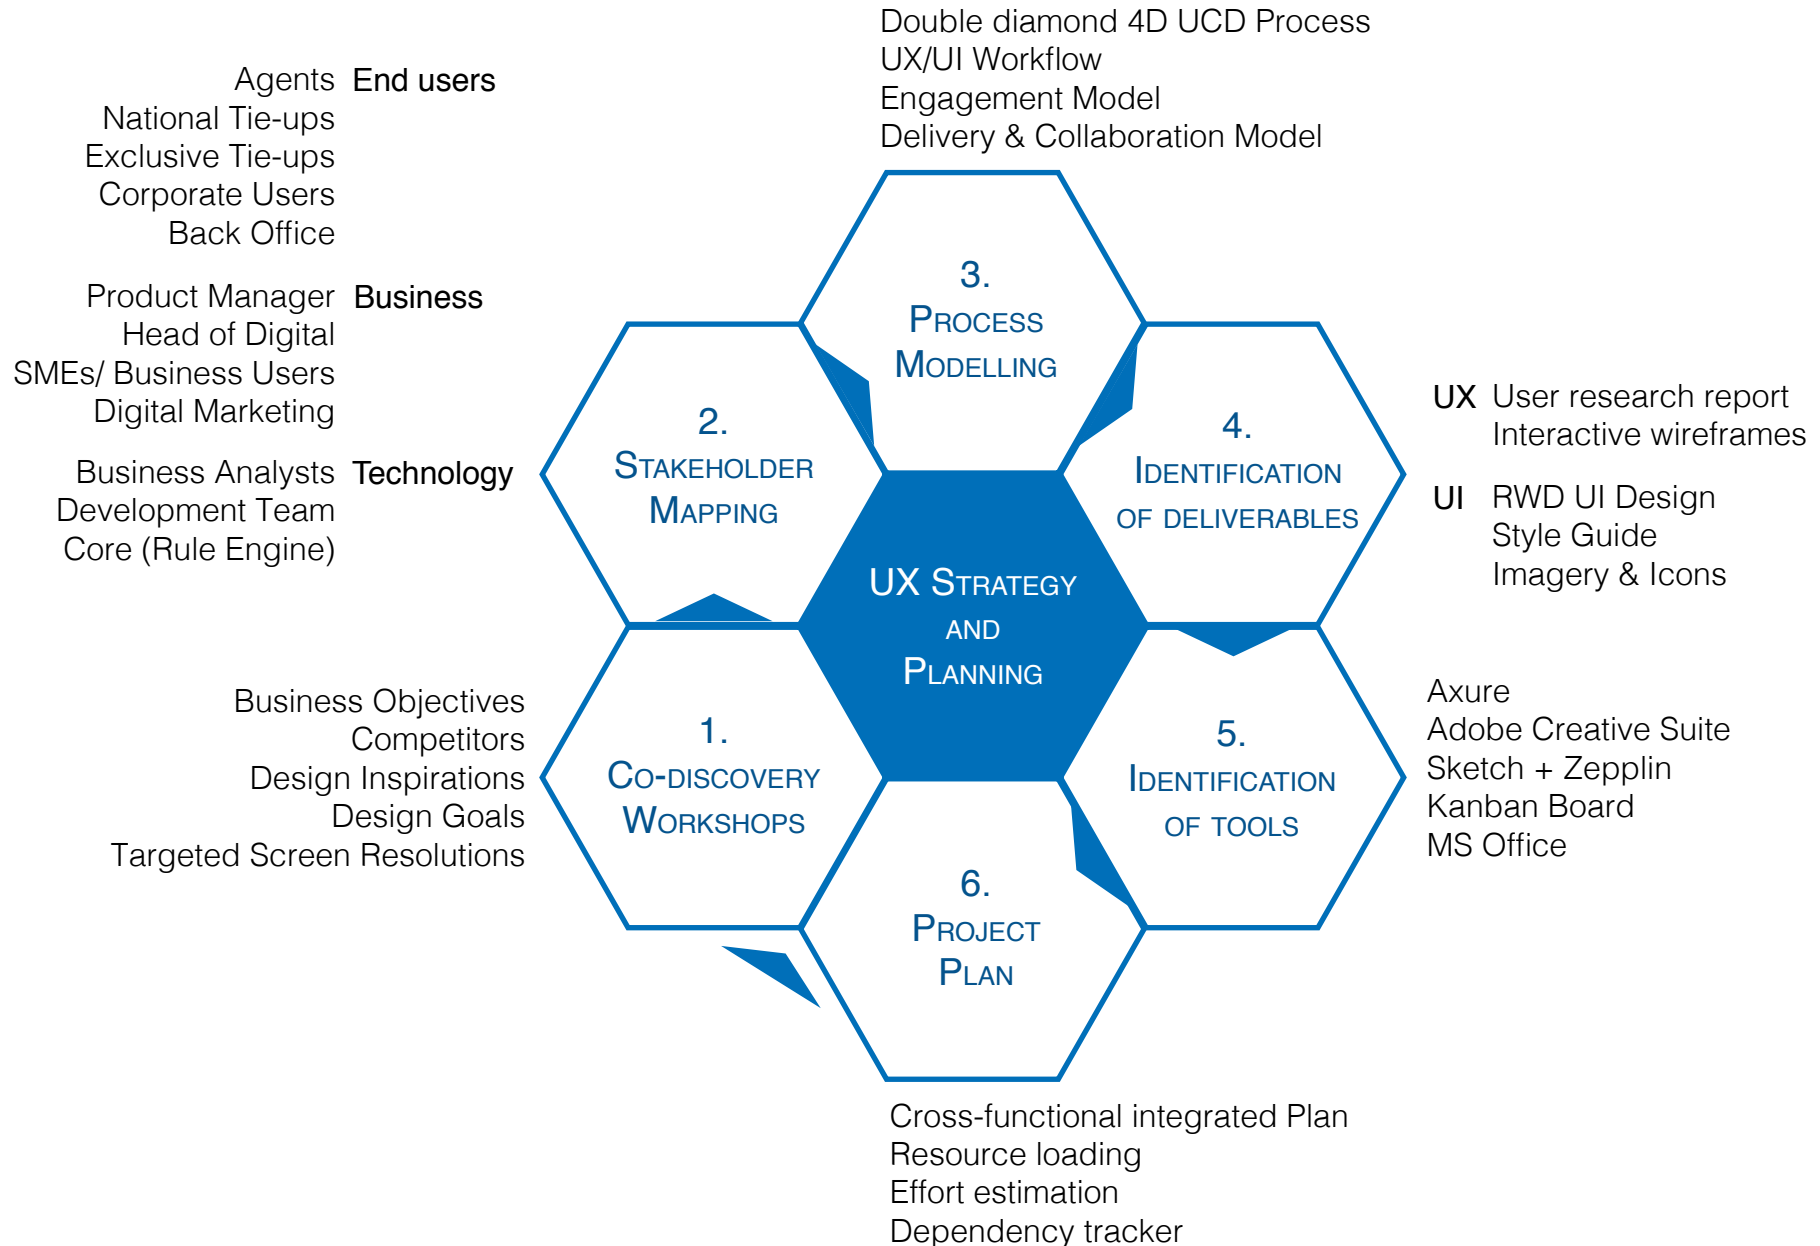 Double diamond 4D UCD Process
UX/UI Workflow
Engagement Model
Delivery & Collaboration Model
Agents End users
National Tie-ups
Exclusive Tie-ups
Corporate Users
Back Office
Product Manager Business
Head of Digital
SMEs/ Business Users
Digital Marketing
Business Analysts Technology
Development Team
Core (Rule Engine)
Business Objectives
Competitors
Design Inspirations
Design Goals
Targeted Screen Resolutions
1.
Co-discovery
Workshops
2.
Stakeholder
Mapping
3.
Process
Modelling
4.
Identification
of deliverables
5.
Identification
of tools
6.
Project
Plan
UX Strategy
and
Planning
UX User research report
Interactive wireframes
UI RWD UI Design
Style Guide
Imagery & Icons
Axure
Adobe Creative Suite
Sketch + Zepplin
Kanban Board
MS Office
Cross-functional integrated Plan
Resource loading
Effort estimation
Dependency tracker